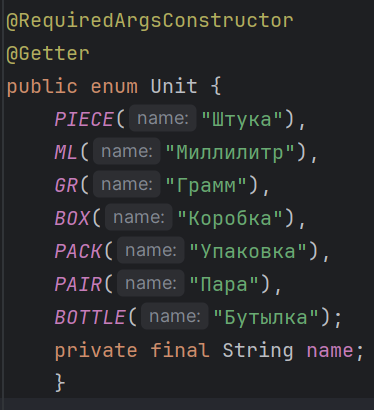 @RequiredArgsConstructor
@Getter
public enum Unit {
PIECE( name: "Штука"),
ML( name: "Миллилитр"),
GR( name: "Грамм"),
BOX( name: "Коробка"),
PACK( name: "Упаковка"),
PAIR( name: "Пара"),
BOTTLE( name: "Бутылка");
private final String name;
}